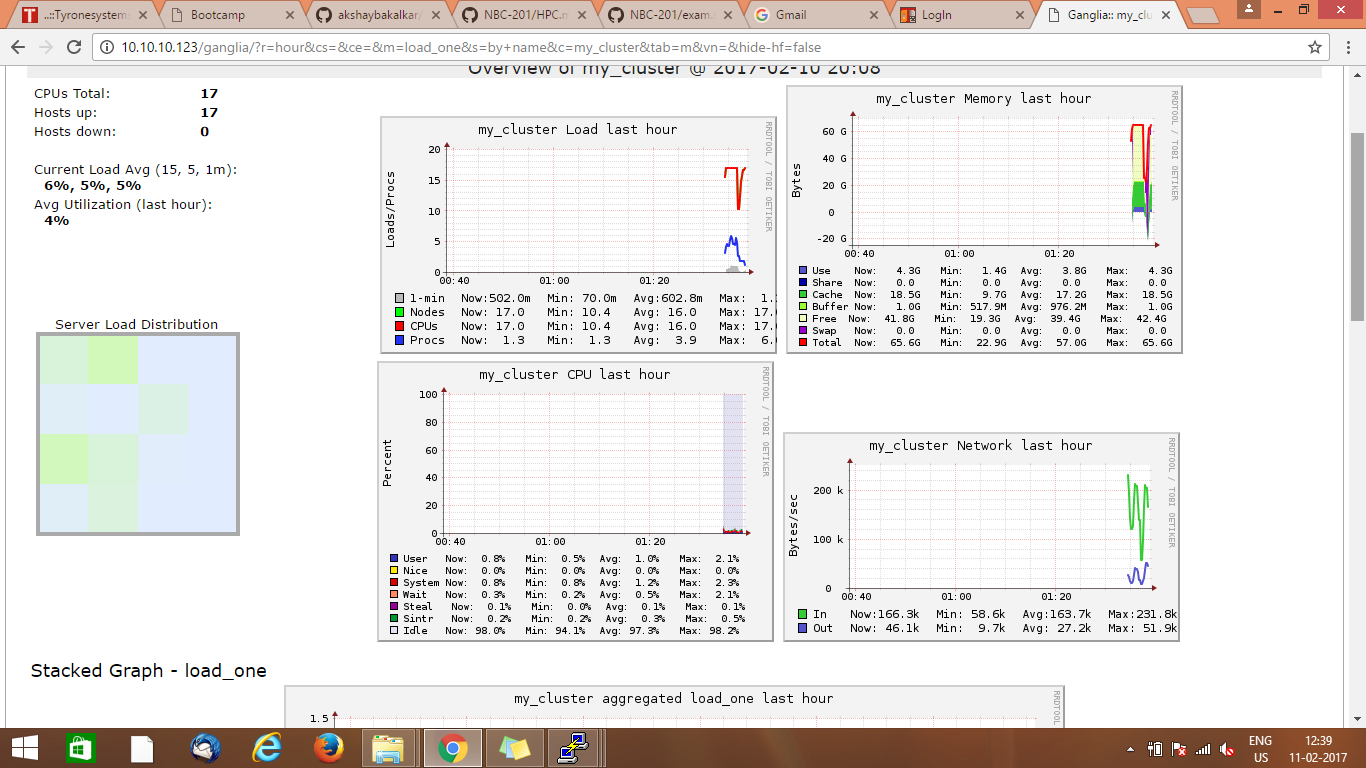 ..::Tyronesystems
Bootcamp
akshaybakalkar/
NBC-201/HPC.m
NBC-201/exam
Gmail
LogIn
Ganglia:: my_clu
10.10.10.123/ganglia/?r=hour&cs=&ce=&m=load_one&s=by+name&c=my_cluster&tab=m&vn=&hide-hf=false
Overview of my_cluster @ 2017-02-10 20:08
CPUs Total: 17
Hosts up: 17
Hosts down: 0
Current Load Avg (15, 5, 1m):
6%, 5%, 5%
Avg Utilization (last hour):
4%
Server Load Distribution
my_cluster Load last hour
RRDTOOL / TOBI OETIKER
Loads/Procs
20
15
10
5
0
00:40 01:00 01:20
1-min Now:502.0m Min: 70.0m Avg:602.8m Max: 1.
Nodes Now: 17.0 Min: 10.4 Avg: 16.0 Max: 17.
CPUs Now: 17.0 Min: 10.4 Avg: 16.0 Max: 17.
Procs Now: 1.3 Min: 1.3 Avg: 3.9 Max: 6.
my_cluster Memory last hour
RRDTOOL / TOBI OETIKER
Bytes
60 G
40 G
20 G
0
-20 G
00:40 01:00 01:20
Use Now: 4.3G Min: 1.4G Avg: 3.8G Max: 4.3G
Share Now: 0.0 Min: 0.0 Avg: 0.0 Max: 0.0
Cache Now: 18.5G Min: 9.7G Avg: 17.2G Max: 18.5G
Buffer Now: 1.0G Min: 517.9M Avg: 976.2M Max: 1.0G
Free Now: 41.8G Min: 19.3G Avg: 39.4G Max: 42.4G
Swap Now: 0.0 Min: 0.0 Avg: 0.0 Max: 0.0
Total Now: 65.6G Min: 22.9G Avg: 57.0G Max: 65.6G
my_cluster CPU last hour
RRDTOOL / TOBI OETIKER
Percent
100
80
60
40
20
0
00:40 01:00 01:20
User Now: 0.8% Min: 0.5% Avg: 1.0% Max: 2.1%
Nice Now: 0.0% Min: 0.0% Avg: 0.0% Max: 0.0%
System Now: 0.8% Min: 0.8% Avg: 1.2% Max: 2.3%
Wait Now: 0.3% Min: 0.2% Avg: 0.5% Max: 2.1%
Steal Now: 0.1% Min: 0.0% Avg: 0.1% Max: 0.1%
Sintr Now: 0.2% Min: 0.2% Avg: 0.3% Max: 0.5%
Idle Now: 98.0% Min: 94.1% Avg: 97.3% Max: 98.2%
my_cluster Network last hour
RRDTOOL / TOBI OETIKER
Bytes/sec
200 k
100 k
0
00:40 01:00 01:20
In Now:166.3k Min: 58.6k Avg:163.7k Max:231.8k
Out Now: 46.1k Min: 9.7k Avg: 27.2k Max: 51.9k
Stacked Graph - load_one
my_cluster aggregated load_one last hour
RRDTOOL
1.5
ENG
US
12:39
11-02-2017